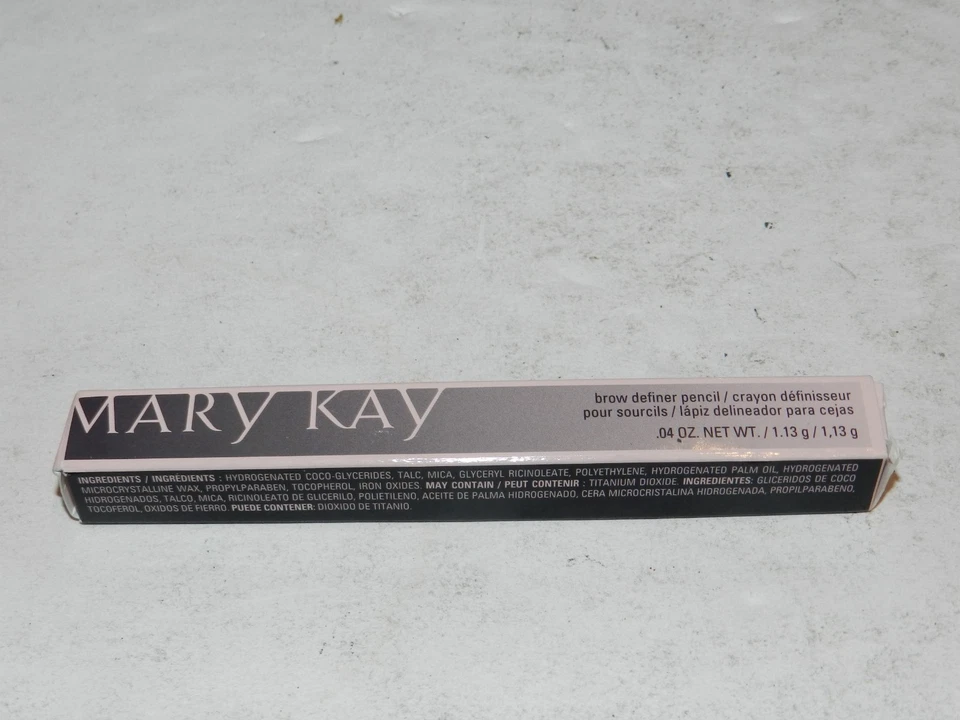 MARY KAY
brow definer pencil / crayon définisseur
pour sourcils / lápiz delineador para cejas
.04 OZ. NET WT. / 1.13 g / 1,13 g
INGREDIENTS / INGRÉDIENTS : HYDROGENATED COCO-GLYCERIDES, TALC, MICA, GLYCERYL RICINOLEATE, POLYETHYLENE, HYDROGENATED PALM OIL, HYDROGENATED
MICROCRYSTALLINE WAX, PROPYLPARABEN, TOCOPHEROL, IRON OXIDES. MAY CONTAIN / PEUT CONTENIR : TITANIUM DIOXIDE. INGREDIENTES: GLICERIDOS DE COCO
HIDROGENADOS, TALCO, MICA, RICINOLEATO DE GLICERILO, POLIETILENO, ACEITE DE PALMA HIDROGENADO, CERA MICROCRISTALINA HIDROGENADA, PROPILPARABENO,
TOCOFEROL, OXIDOS DE FIERRO. PUEDE CONTENER: DIOXIDO DE TITANIO.